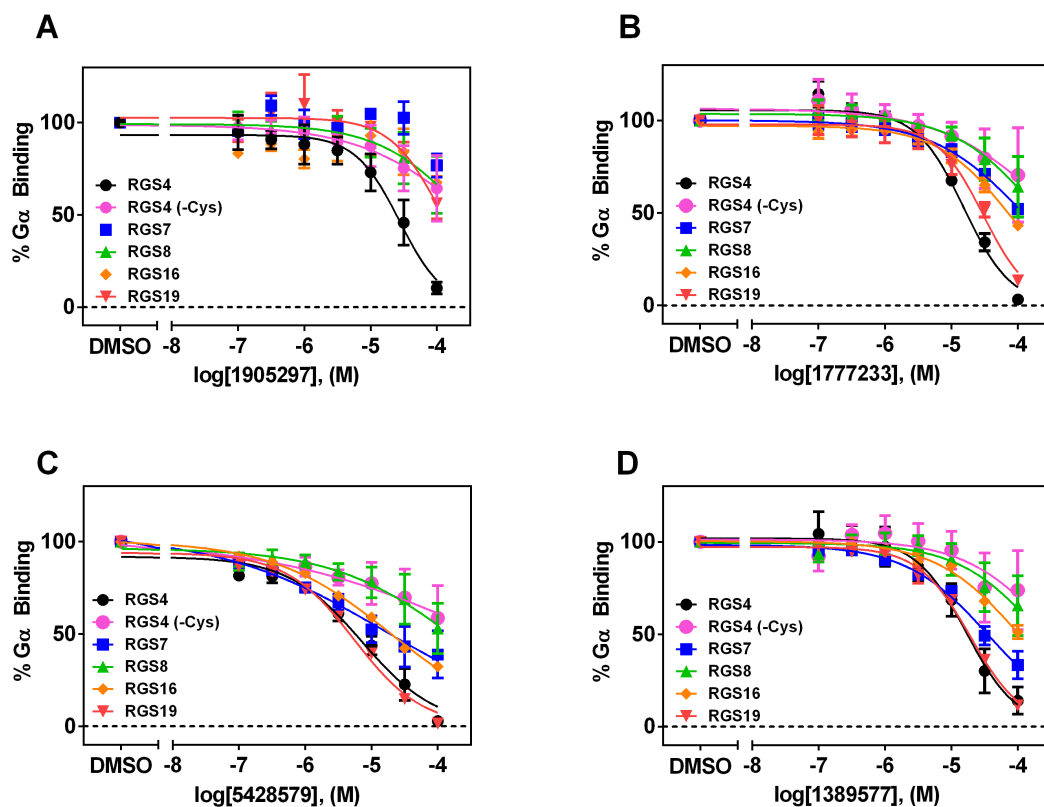 A
% Gα Binding
100
50
0
RGS4
RGS4 (-Cys)
RGS7
RGS8
RGS16
RGS19
DMSO -8 -7 -6 -5 -4
log[1905297], (M)
B
% Gα Binding
100
50
0
RGS4
RGS4 (-Cys)
RGS7
RGS8
RGS16
RGS19
DMSO -8 -7 -6 -5 -4
log[1777233], (M)
C
% Gα Binding
100
50
0
RGS4
RGS4 (-Cys)
RGS7
RGS8
RGS16
RGS19
DMSO -8 -7 -6 -5 -4
log[5428579], (M)
D
% Gα Binding
100
50
0
RGS4
RGS4 (-Cys)
RGS7
RGS8
RGS16
RGS19
DMSO -8 -7 -6 -5 -4
log[1389577], (M)